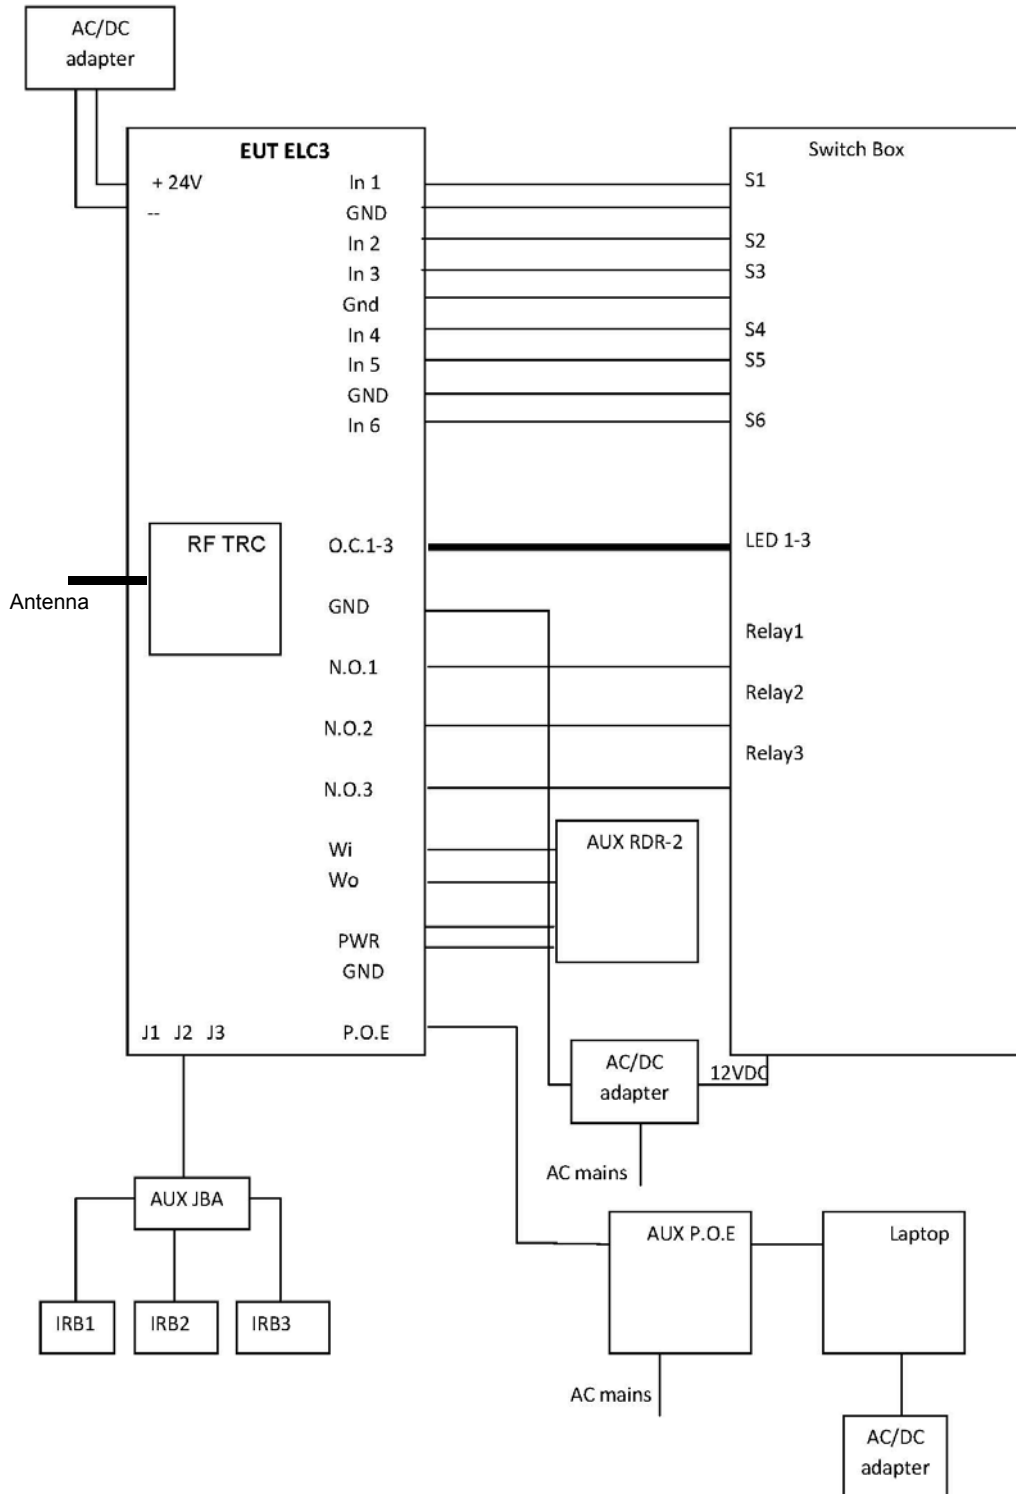 AC/DC
adapter
EUT ELC3
Switch Box
+ 24V
--
In 1
GND
In 2
In 3
Gnd
In 4
In 5
GND
In 6
S1
S2
S3
S4
S5
S6
RF TRC
Antenna
O.C.1-3
LED 1-3
GND
Relay1
N.O.1
Relay2
N.O.2
Relay3
N.O.3
Wi
Wo
AUX RDR-2
PWR
GND
J1 J2 J3
P.O.E
AC/DC
adapter
12VDC
AC mains
AUX JBA
IRB1
IRB2
IRB3
AUX P.O.E
Laptop
AC mains
AC/DC
adapter